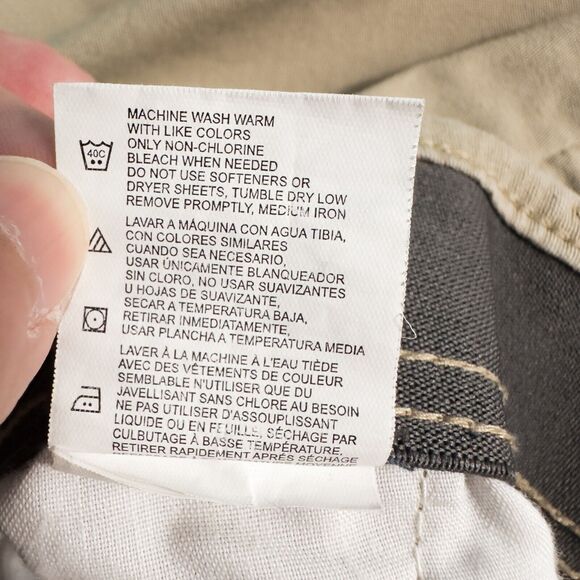 MACHINE WASH WARM
WITH LIKE COLORS
ONLY NON-CHLORINE
BLEACH WHEN NEEDED
DO NOT USE SOFTENERS OR
DRYER SHEETS, TUMBLE DRY LOW
REMOVE PROMPTLY, MEDIUM IRON
40C
LAVAR A MÁQUINA CON AGUA TIBIA,
CON COLORES SIMILARES
CUANDO SEA NECESARIO,
USAR ÚNICAMENTE BLANQUEADOR
SIN CLORO, NO USAR SUAVIZANTES
U HOJAS DE SUAVIZANTE,
SECAR A TEMPERATURA BAJA,
RETIRAR INMEDIATAMENTE,
USAR PLANCHA A TEMPERATURA MEDIA
LAVER À LA MACHINE À L'EAU TIÈDE
AVEC DES VÊTEMENTS DE COULEUR
SEMBLABLE N'UTILISER QUE DU
JAVELLISANT SANS CHLORE AU BESOIN
NE PAS UTILISER D'ASSOUPLISSANT
LIQUIDE OU EN FEUILLE, SÉCHAGE PAR
CULBUTAGE À BASSE TEMPÉRATURE,
RETIRER RAPIDEMENT APRÉS SÉCHAGE
MOYENNE